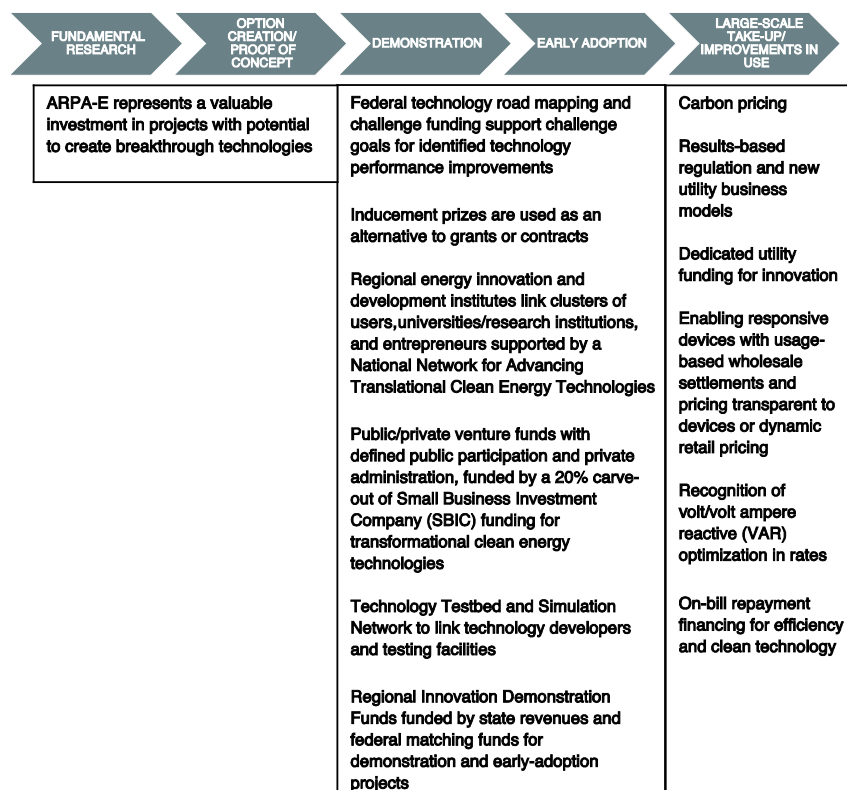 FUNDAMENTAL
RESEARCH
OPTION
CREATION/
PROOF OF
CONCEPT
DEMONSTRATION
EARLY ADOPTION
LARGE-SCALE
TAKE-UP/
IMPROVEMENTS IN
USE
ARPA-E represents a valuable
investment in projects with potential
to create breakthrough technologies
Federal technology road mapping and
challenge funding support challenge
goals for identified technology
performance improvements
Inducement prizes are used as an
alternative to grants or contracts
Regional energy innovation and
development institutes link clusters of
users,universities/research institutions,
and entrepreneurs supported by a
National Network for Advancing
Translational Clean Energy Technologies
Public/private venture funds with
defined public participation and private
administration, funded by a 20% carve-
out of Small Business Investment
Company (SBIC) funding for
transformational clean energy
technologies
Technology Testbed and Simulation
Network to link technology developers
and testing facilities
Regional Innovation Demonstration
Funds funded by state revenues and
federal matching funds for
demonstration and early-adoption
projects
Carbon pricing
Results-based
regulation and new
utility business
models
Dedicated utility
funding for innovation
Enabling responsive
devices with usage-
based wholesale
settlements and
pricing transparent to
devices or dynamic
retail pricing
Recognition of
volt/volt ampere
reactive (VAR)
optimization in rates
On-bill repayment
financing for efficiency
and clean technology